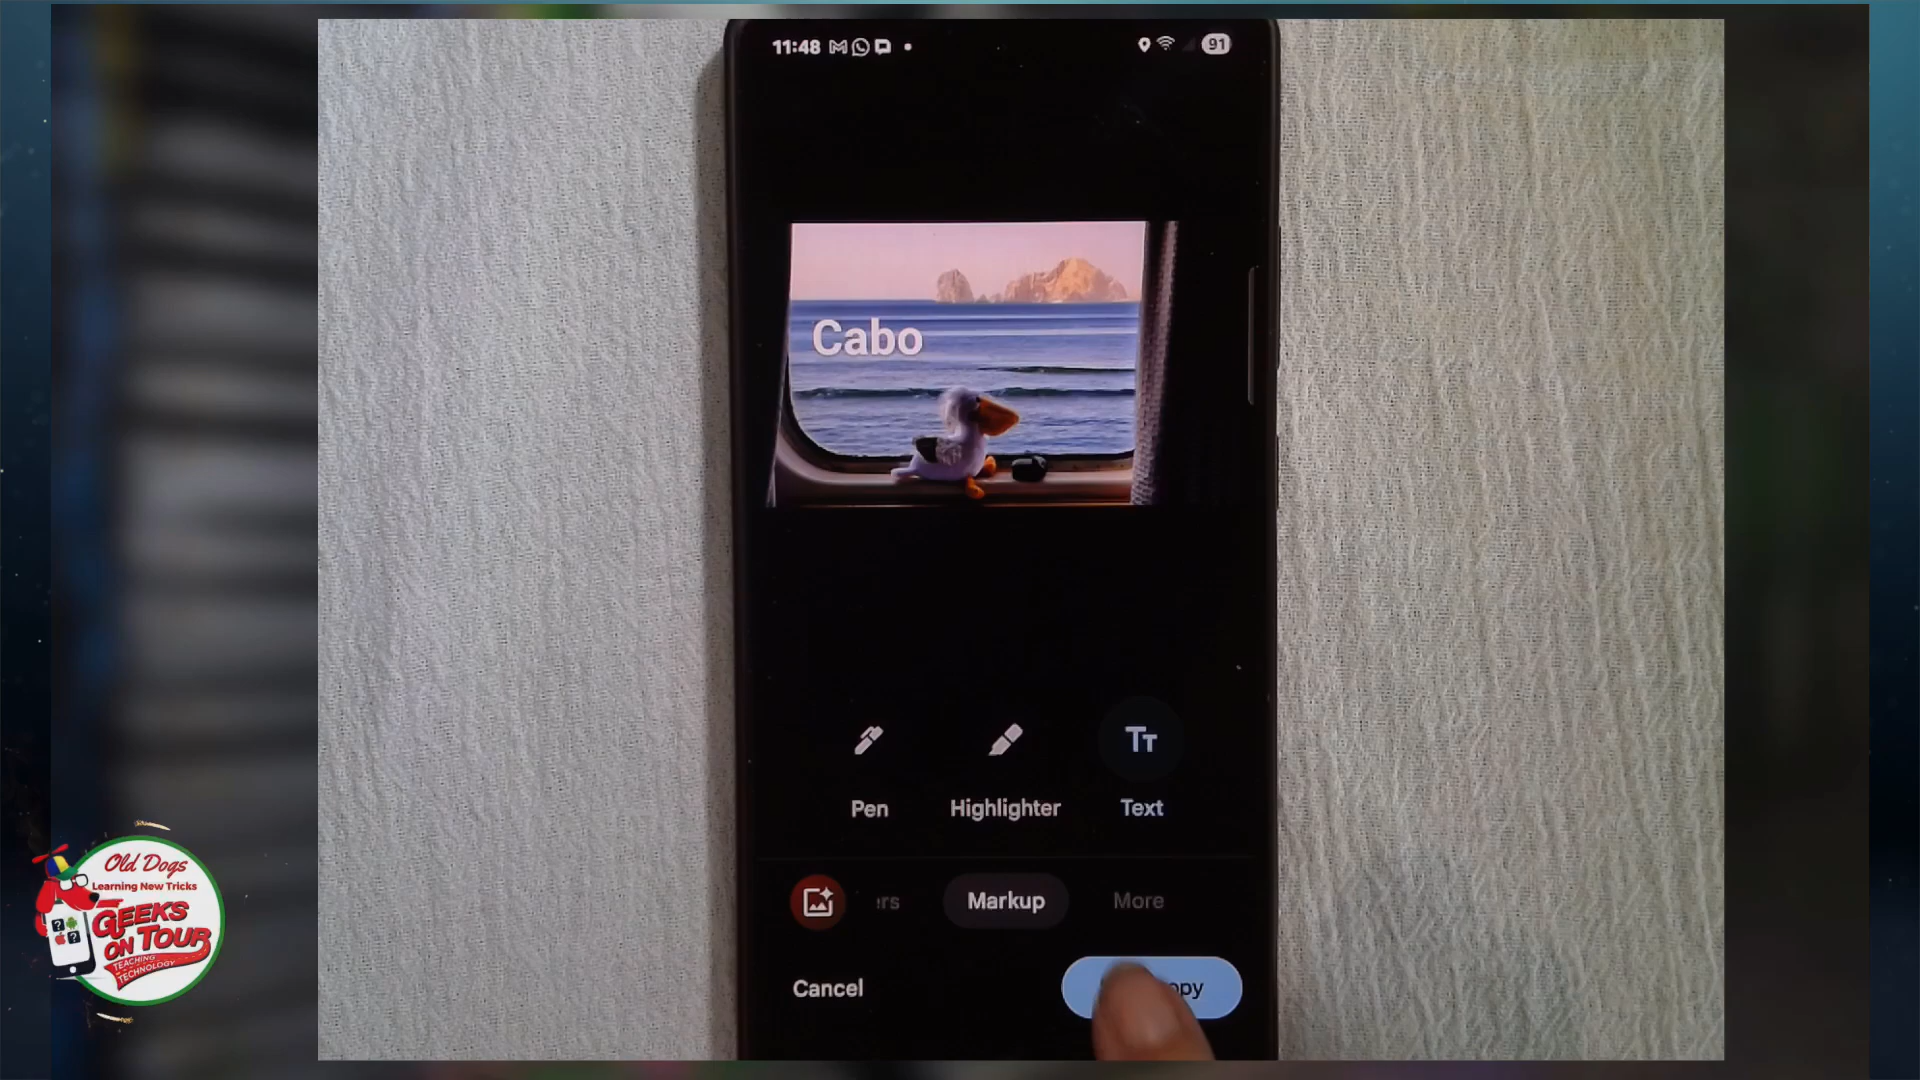 11:48
91
Cabo
Pen
Highlighter
Text
Markup
More
Cancel
Old Dogs
Learning New Tricks
GEEKS
ON TOUR
TEACHING
TECHNOLOGY